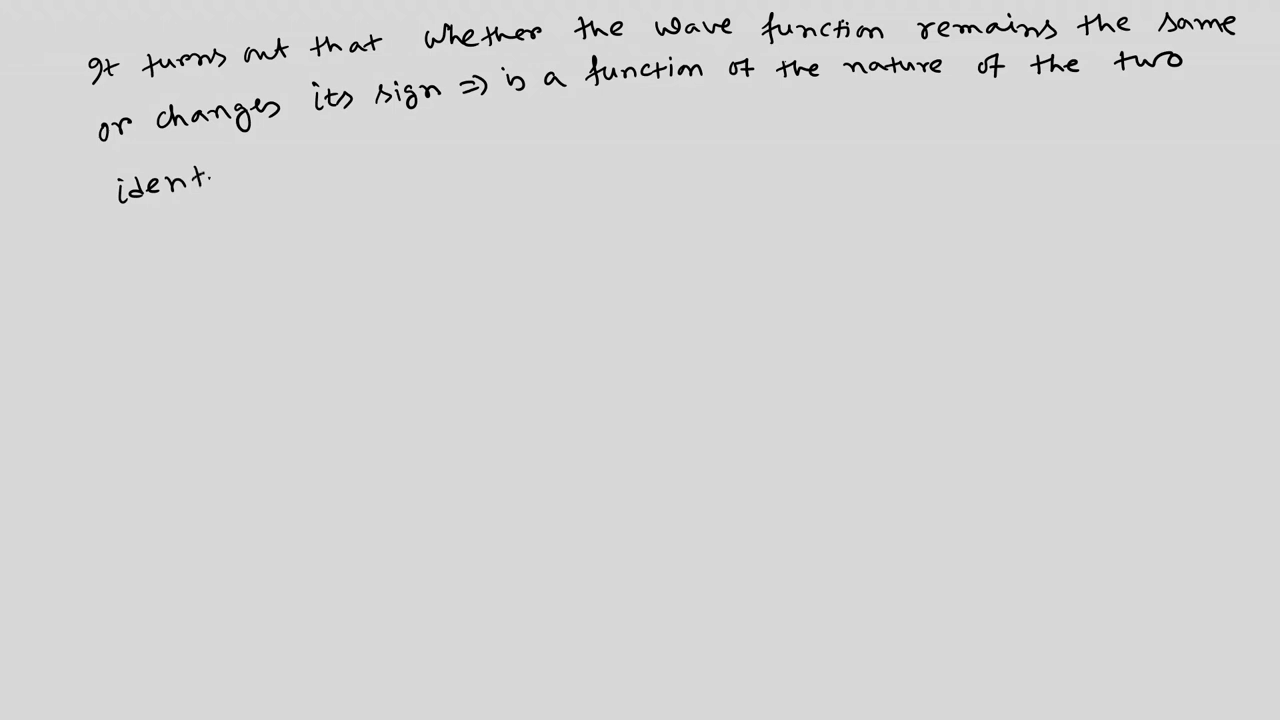 It turns out that whether the wave function remains the same
or changes its sign => is a function of the nature of the two
ident